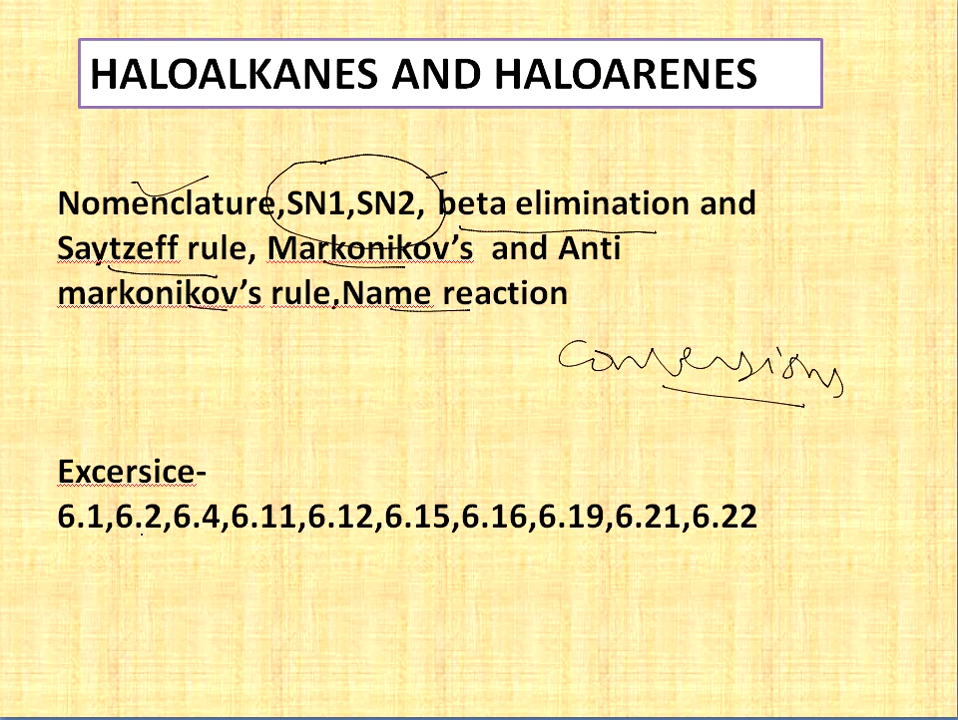 HALOALKANES AND HALOARENES
Nomenclature,SN1,SN2, beta elimination and
Saytzeff rule, Markonikov's and Anti
markonikov's rule,Name reaction
conversions
Excersice-
6.1,6.2,6.4,6.11,6.12,6.15,6.16,6.19,6.21,6.22